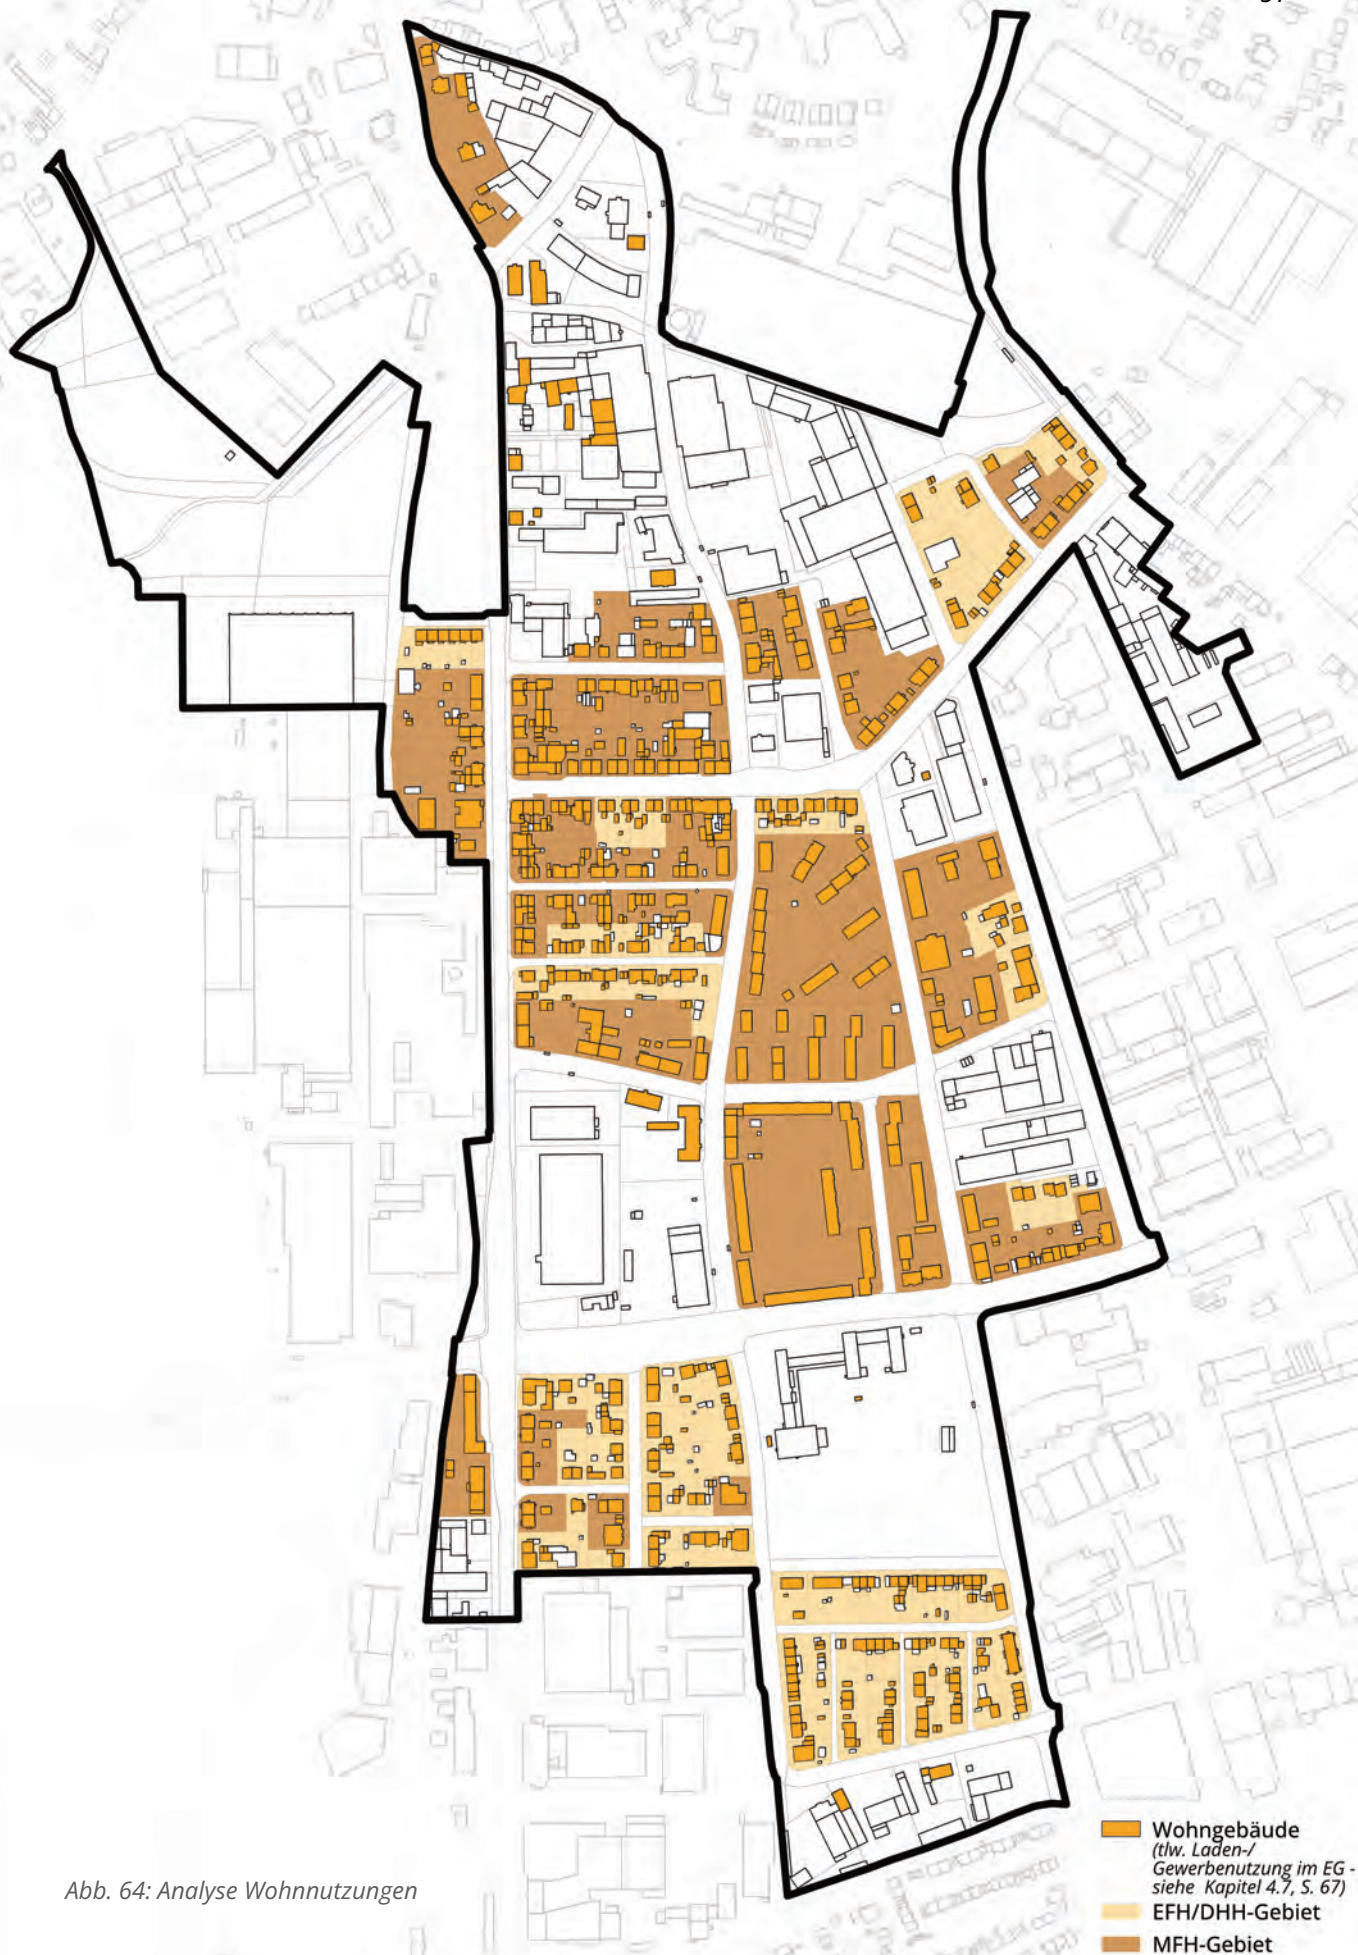 Wohngebäude
(tlw. Laden-/
Gewerbenutzung im EG -
siehe Kapitel 4.7, S. 67)
EFH/DHH-Gebiet
MFH-Gebiet
Abb. 64: Analyse Wohnnutzungen